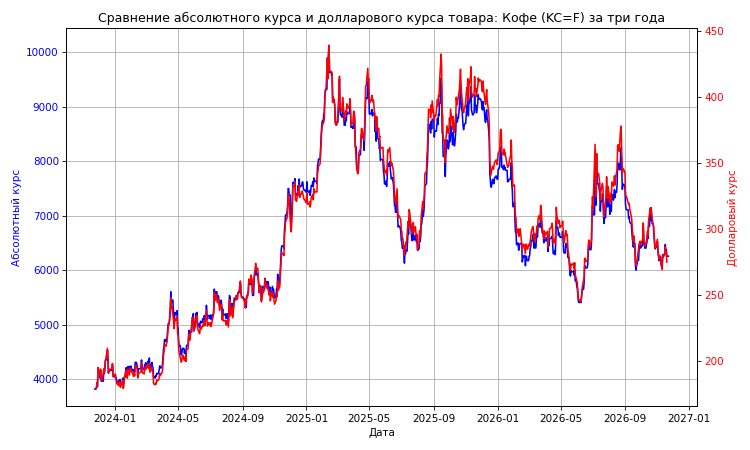 Сравнение абсолютного курса и долларового курса товара: Кофе (KC=F) за три года
Абсолютный курс
10000
9000
8000
7000
6000
5000
4000
450
400
350
300
250
200
Долларовый курс
2024-01 2024-05 2024-09 2025-01 2025-05 2025-09 2026-01 2026-05 2026-09 2027-01
Дата